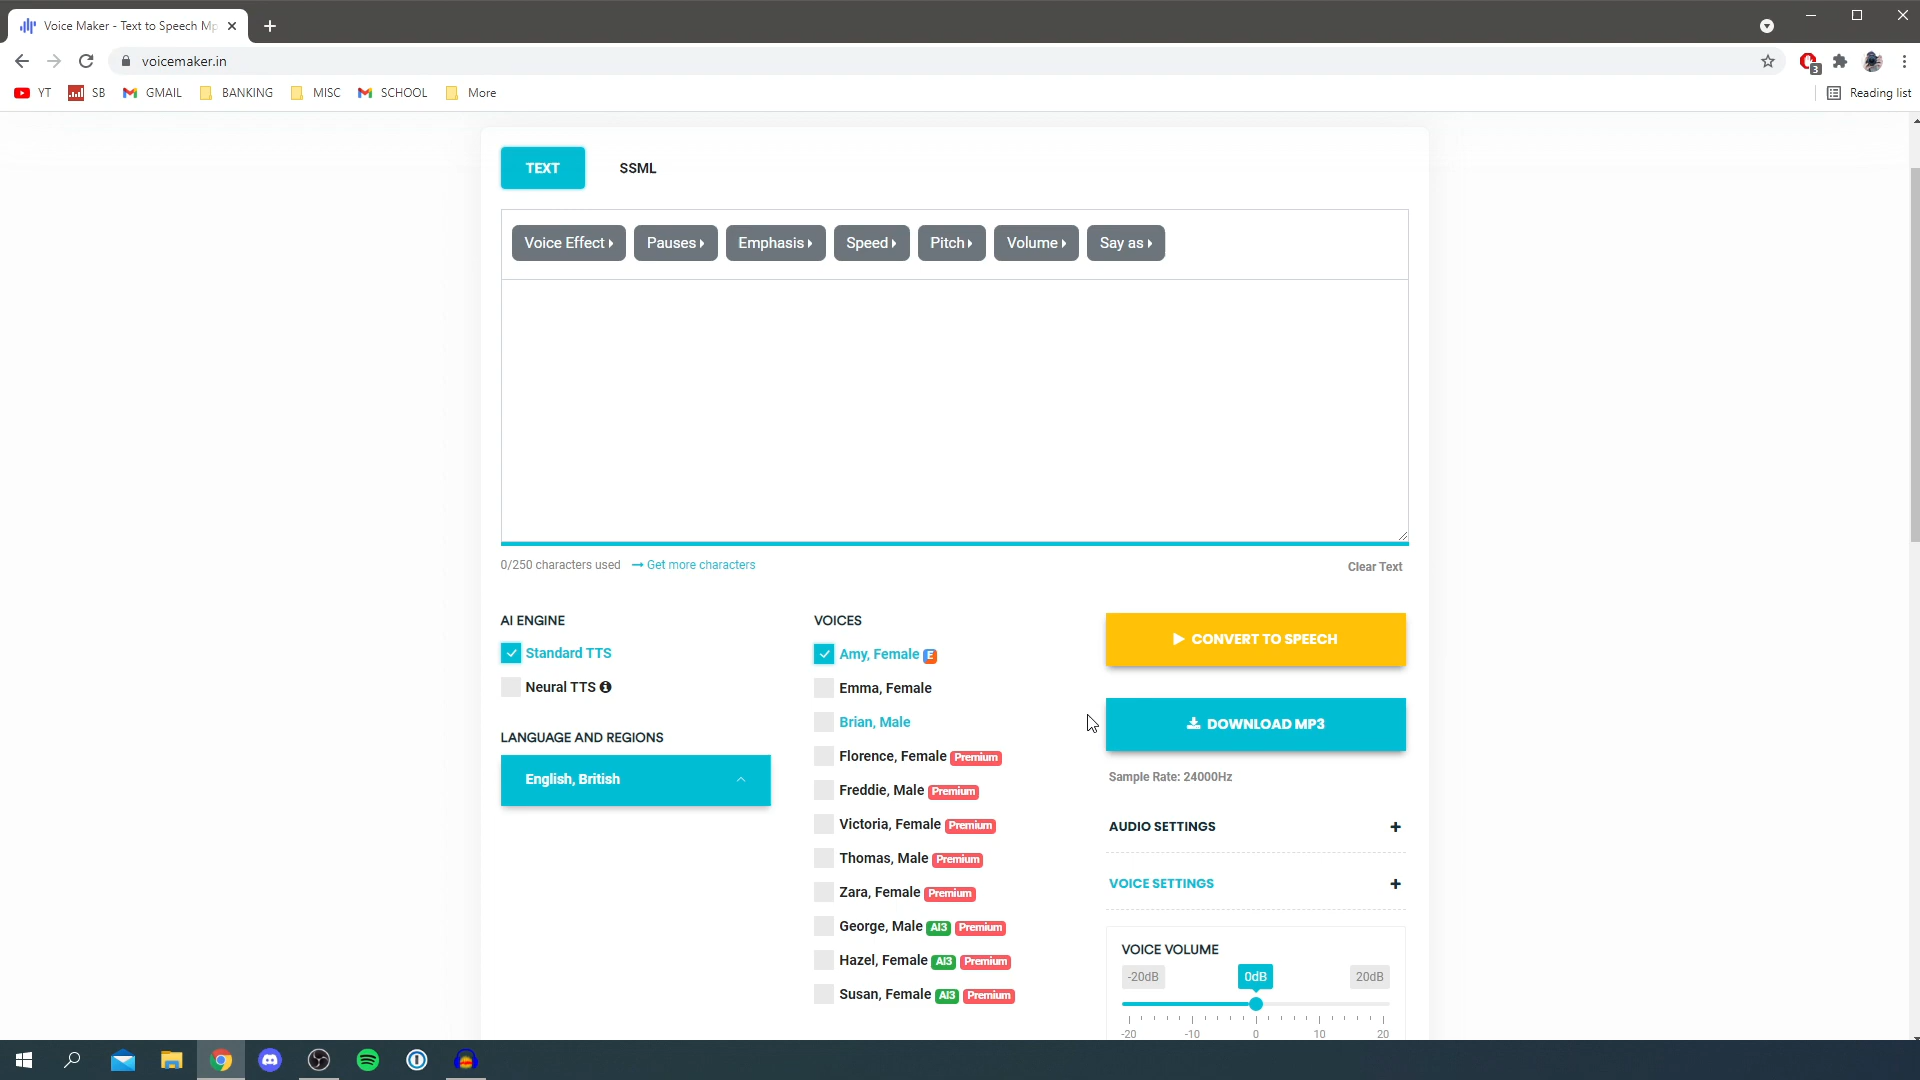 Voice Maker - Text to Speech Mp
voicemaker.in
3
YT
SB
GMAIL
BANKING
MISC
SCHOOL
More
Reading list
TEXT
SSML
Voice Effect
Pauses
Emphasis
Speed
Pitch
Volume
Say as
0/250 characters used
Get more characters
Clear Text
AI ENGINE
Standard TTS
Neural TTS
LANGUAGE AND REGIONS
English, British
VOICES
Amy, Female E
Emma, Female
Brian, Male
Florence, Female Premium
Freddie, Male Premium
Victoria, Female Premium
Thomas, Male Premium
Zara, Female Premium
George, Male AI3 Premium
Hazel, Female AI3 Premium
Susan, Female AI3 Premium
CONVERT TO SPEECH
DOWNLOAD MP3
Sample Rate: 24000Hz
AUDIO SETTINGS +
VOICE SETTINGS +
VOICE VOLUME
-20dB 0dB 20dB
-20 -10 0 10 20